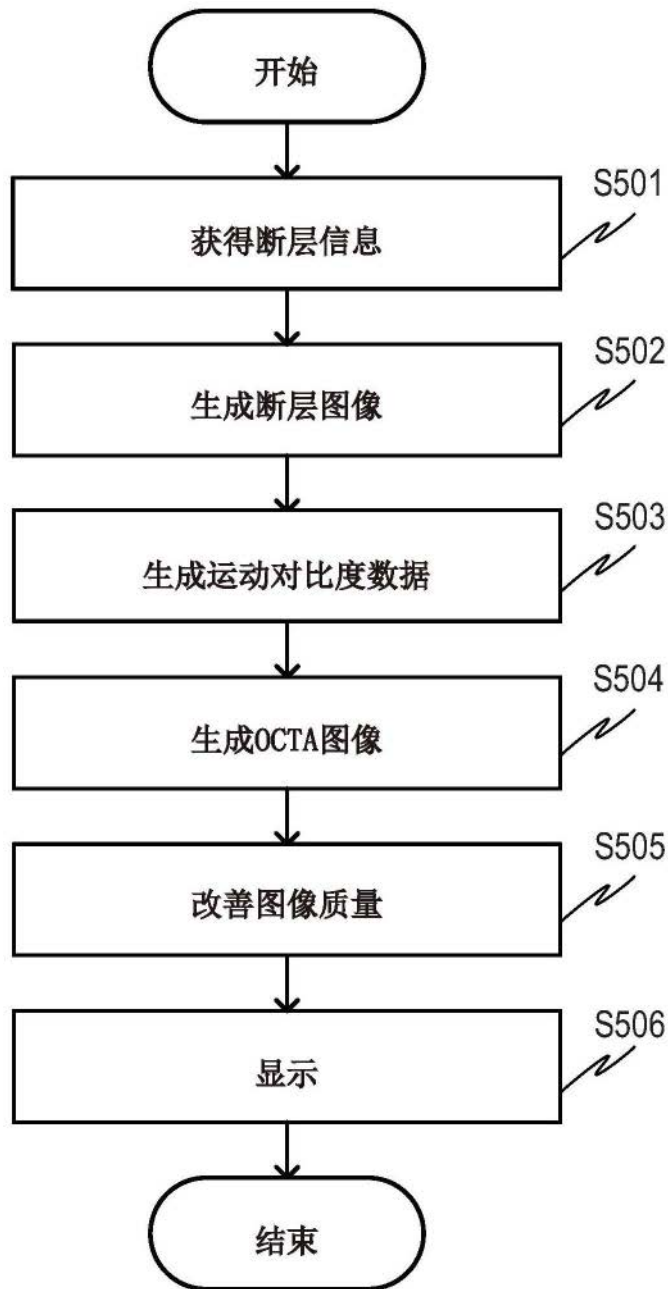 开始
S501
获得断层信息
S502
生成断层图像
S503
生成运动对比度数据
S504
生成OCTA图像
S505
改善图像质量
S506
显示
结束